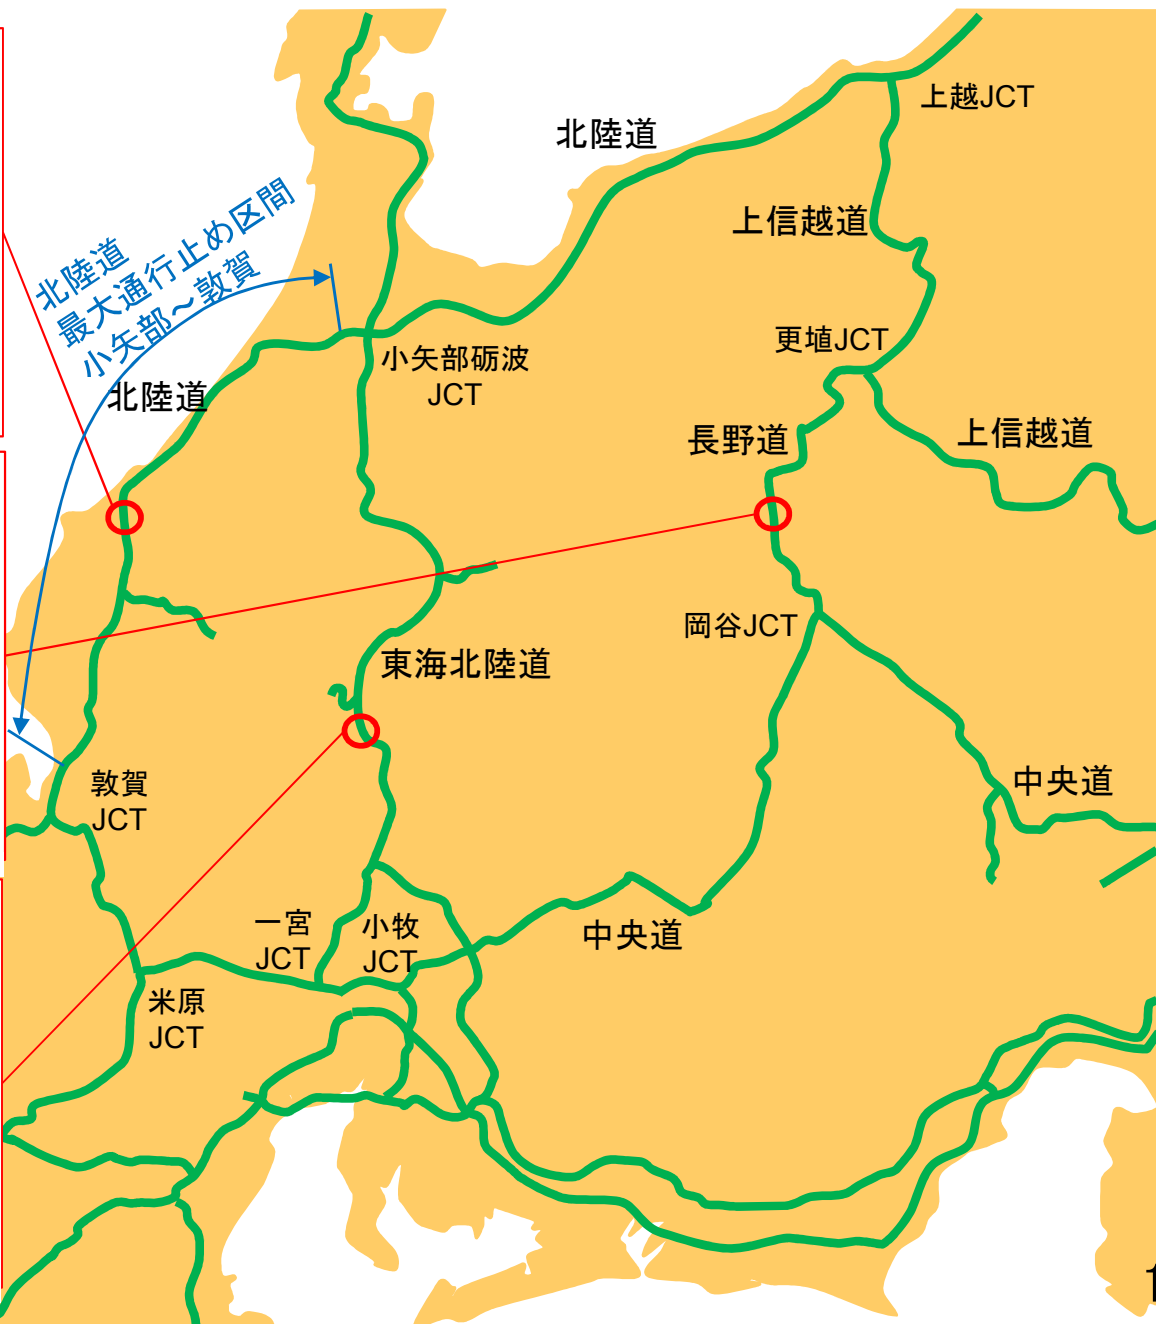 上越JCT
北陸道
上信越道
北陸道
最大通行止め区間
小矢部～敦賀
更埴JCT
小矢部砺波
JCT
北陸道
長野道
上信越道
岡谷JCT
東海北陸道
敦賀
JCT
中央道
一宮
JCT
小牧
JCT
中央道
米原
JCT